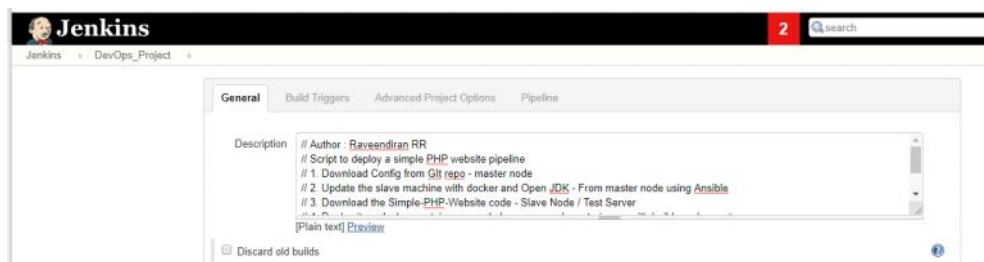 Jenkins
2
search
Jenkins
DevOps_Project
General
Build Triggers
Advanced Project Options
Pipeline
Description
// Author : Raveendiran RR
// Script to deploy a simple PHP website pipeline
// 1. Download Config from GIt repo - master node
// 2. Update the slave machine with docker and Open JDK - From master node using Ansible
// 3. Download the Simple-PHP-Website code - Slave Node / Test Server
[Plain text] Preview
Discard old builds